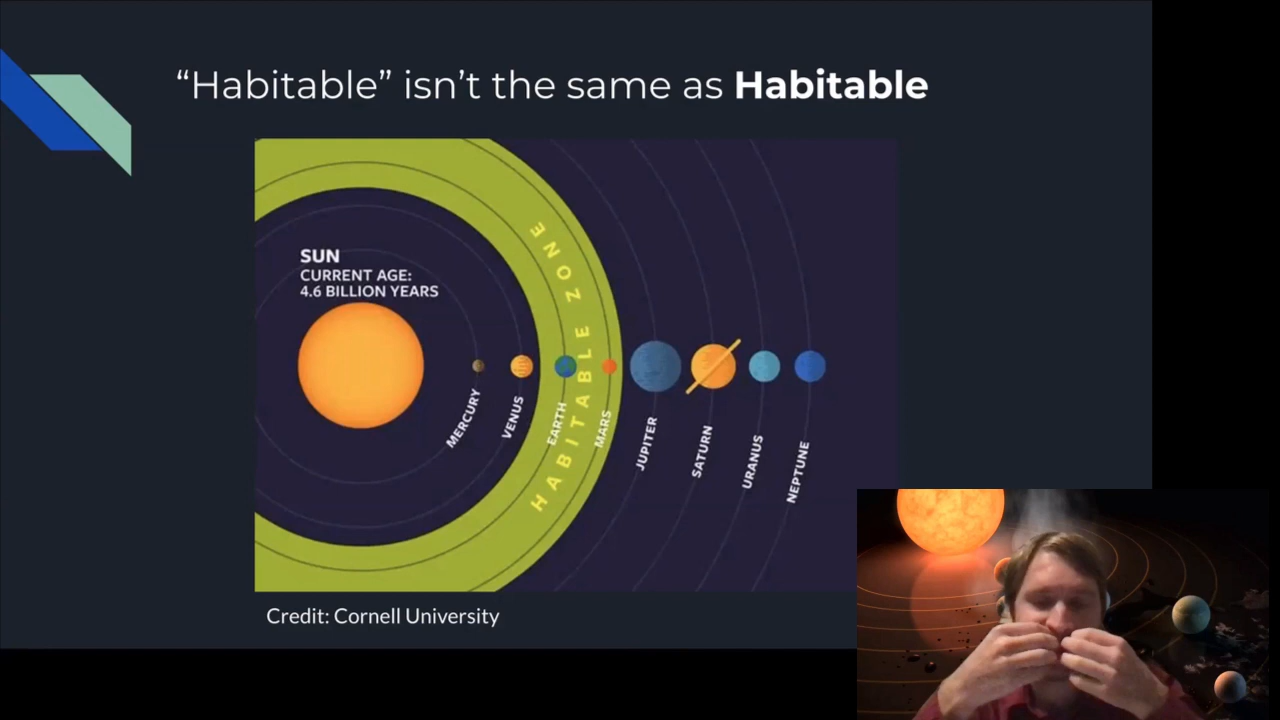 “Habitable” isn’t the same as Habitable
SUN
CURRENT AGE:
4.6 BILLION YEARS
HABITABLE ZONE
MERCURY
VENUS
EARTH
MARS
JUPITER
SATURN
URANUS
NEPTUNE
Credit: Cornell University